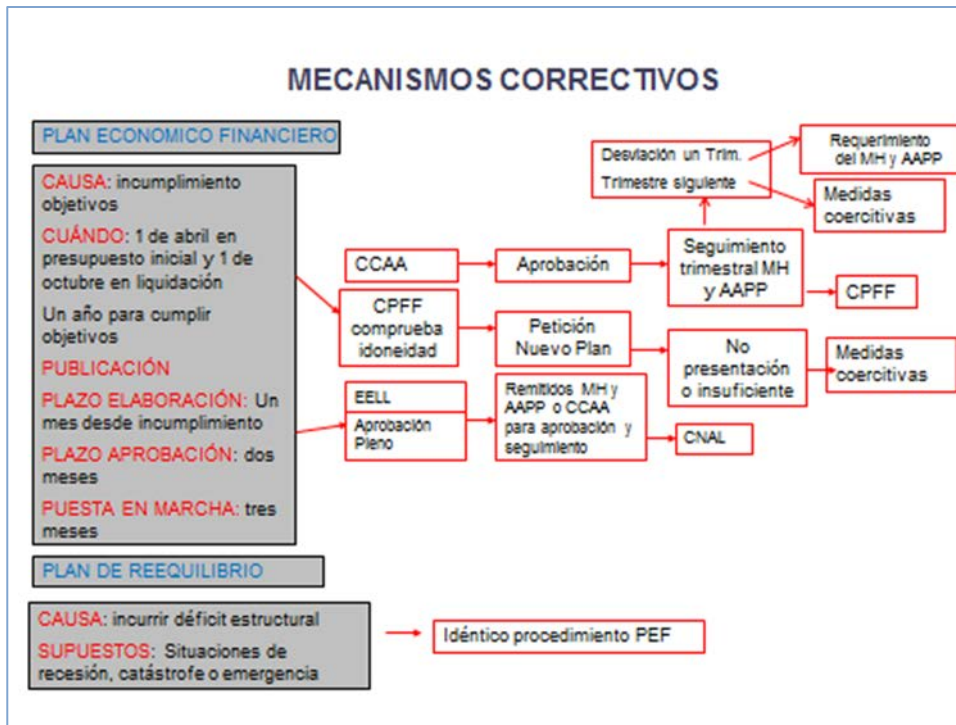 MECANISMOS CORRECTIVOS
PLAN ECONOMICO FINANCIERO
CAUSA: incumplimiento
objetivos
CUÁNDO: 1 de abril en
presupuesto inicial y 1 de
octubre en liquidación
Un año para cumplir
objetivos
PUBLICACIÓN
PLAZO ELABORACIÓN: Un
mes desde incumplimiento
PLAZO APROBACIÓN: dos
meses
PUESTA EN MARCHA: tres
meses
CCAA
CPFF
comprueba
idoneidad
Aprobación
Petición
Nuevo Plan
Desviación un Trim.
Trimestre siguiente
Requerimiento
del MH y AAPP
Medidas
coercitivas
Seguimiento
trimestral MH
y AAPP
CPFF
No
presentación
o insuficiente
Medidas
coercitivas
EELL
Aprobación
Pleno
Remitidos MH y
AAPP o CCAA
para aprobación y
seguimiento
CNAL
PLAN DE REEQUILIBRIO
CAUSA: incurrir déficit estructural
SUPUESTOS: Situaciones de
recesión, catástrofe o emergencia
Idéntico procedimiento PEF